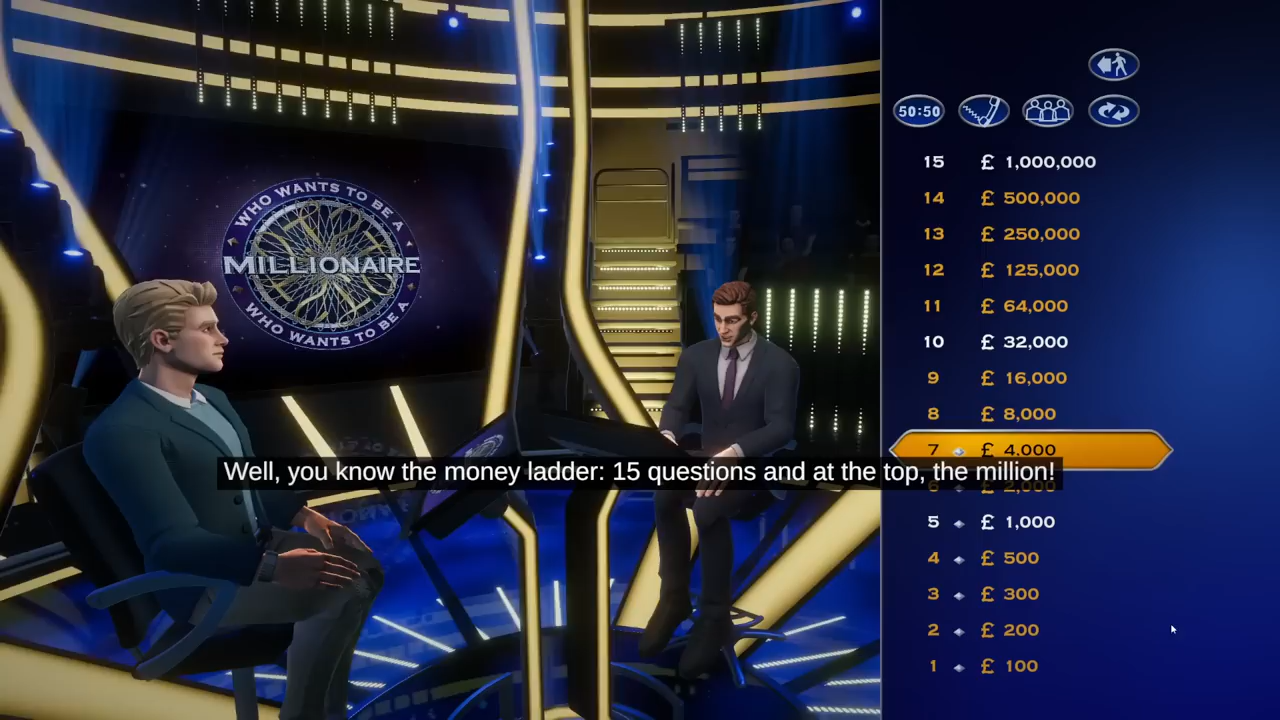 50:50
15 £ 1,000,000
14 £ 500,000
13 £ 250,000
12 £ 125,000
11 £ 64,000
10 £ 32,000
9 £ 16,000
8 £ 8,000
7 £ 4,000
6 £ 2,000
5 £ 1,000
4 £ 500
3 £ 300
2 £ 200
1 £ 100
WHO WANTS TO BE A
MILLIONAIRE
WHO WANTS TO BE A
Well, you know the money ladder: 15 questions and at the top, the million!